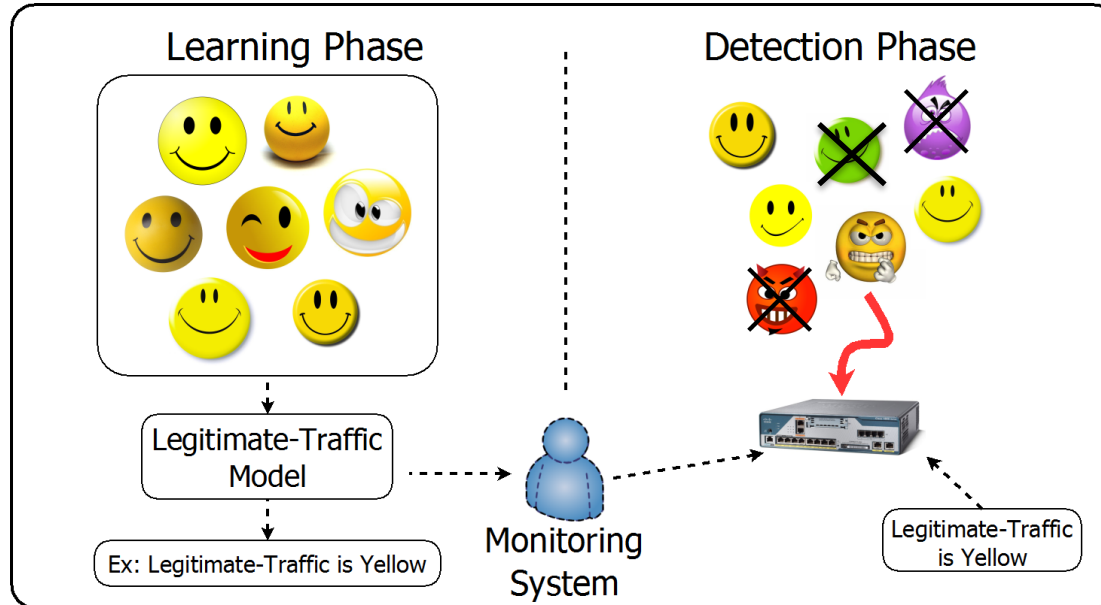 Learning Phase
Detection Phase
Legitimate-Traffic
Model
Ex: Legitimate-Traffic is Yellow
Monitoring
System
Legitimate-Traffic
is Yellow